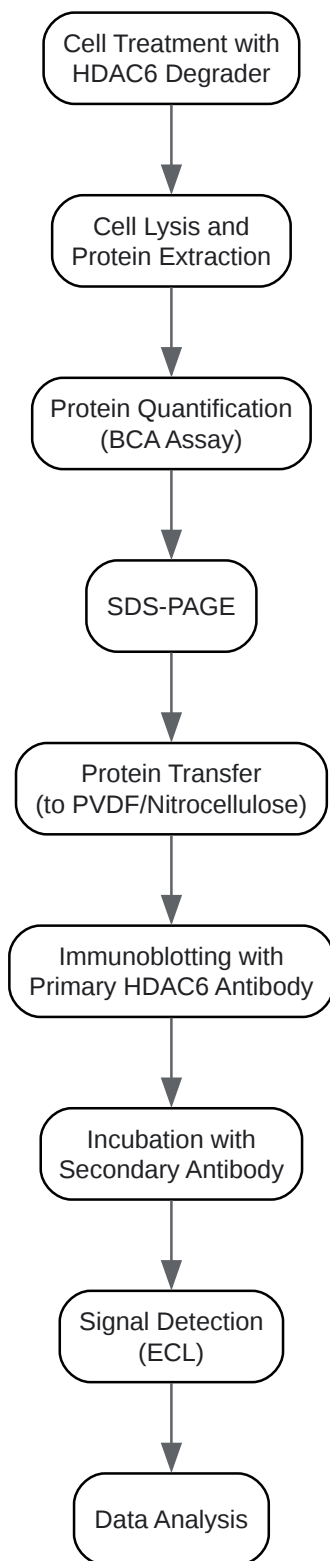 Cell Treatment with
HDAC6 Degrader
Cell Lysis and
Protein Extraction
Protein Quantification
(BCA Assay)
SDS-PAGE
Protein Transfer
(to PVDF/Nitrocellulose)
Immunoblotting with
Primary HDAC6 Antibody
Incubation with
Secondary Antibody
Signal Detection
(ECL)
Data Analysis